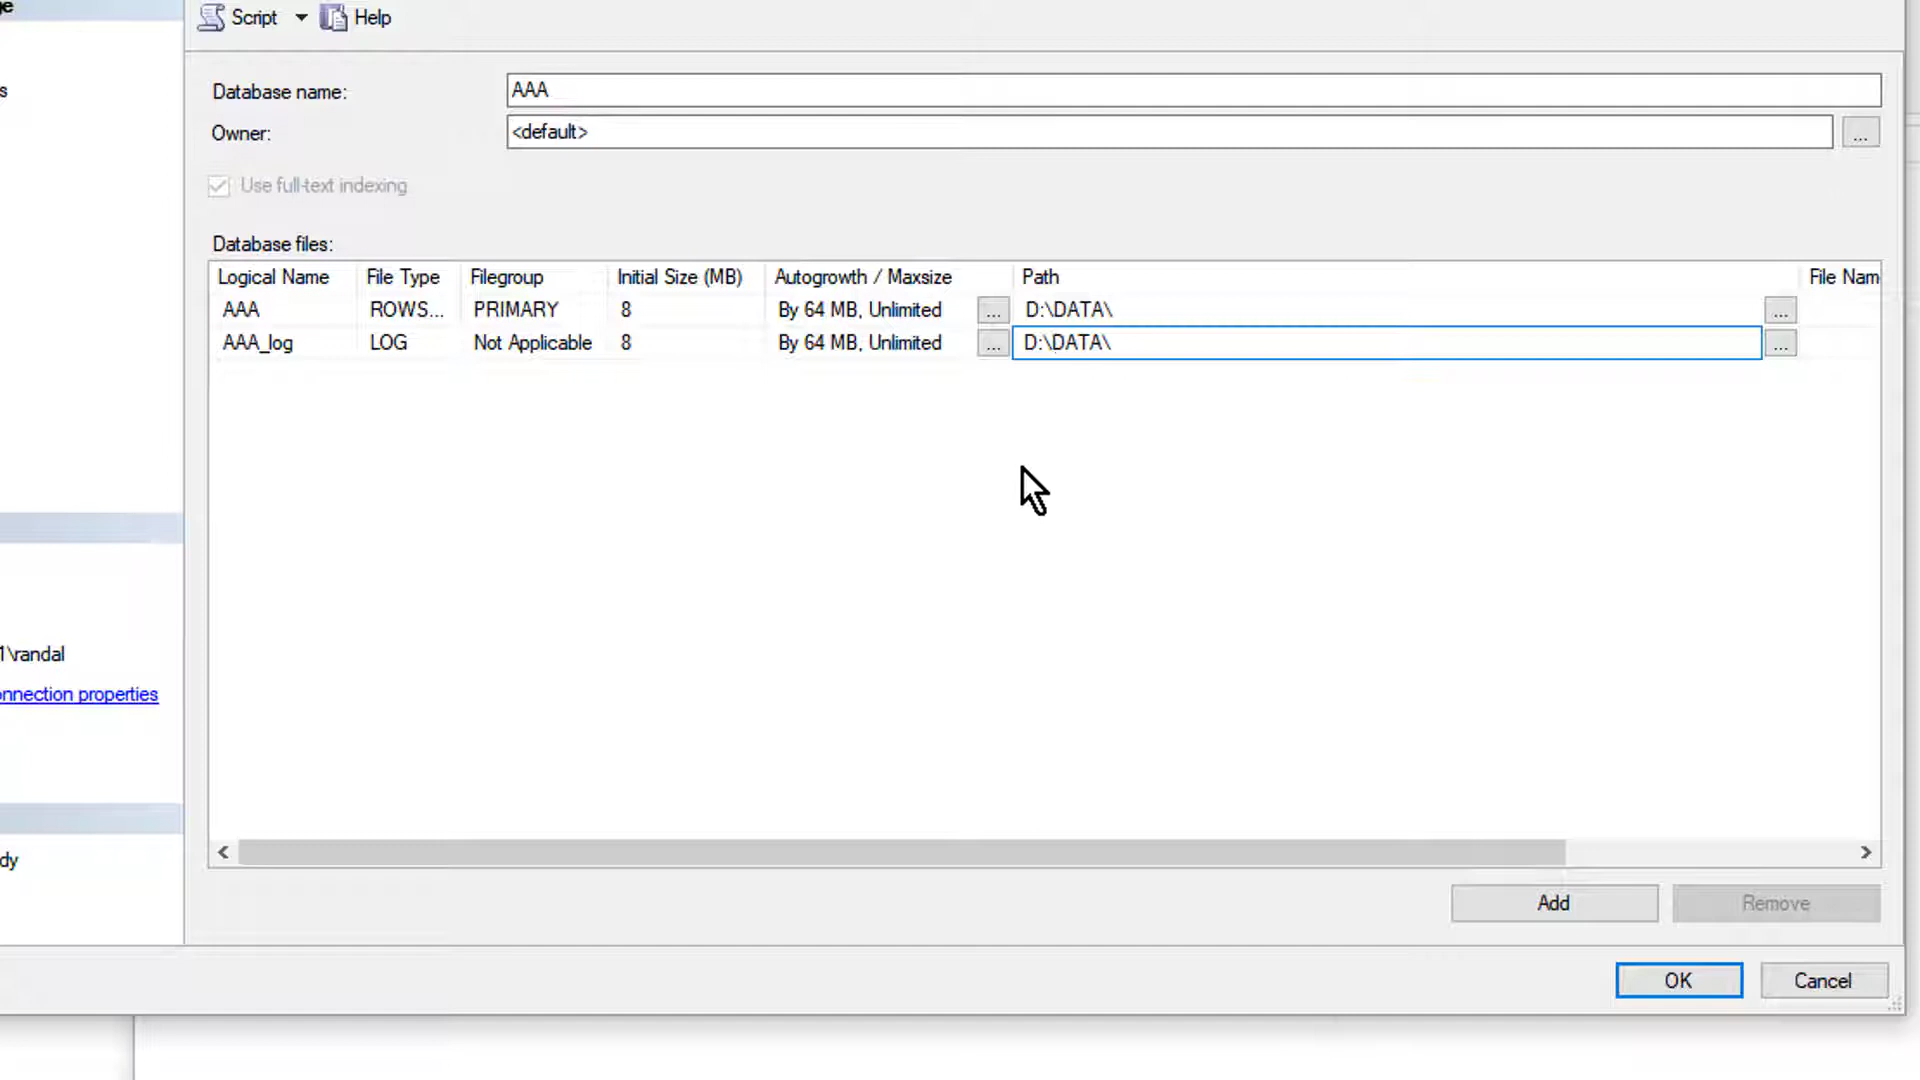 e
Script Help
s
Database name: AAA
Owner: <default> ...
Use full-text indexing
Database files:
Logical Name File Type Filegroup Initial Size (MB) Autogrowth / Maxsize Path File Nam
AAA ROWS... PRIMARY 8 By 64 MB, Unlimited ... D:\DATA\ ...
AAA_log LOG Not Applicable 8 By 64 MB, Unlimited ... D:\DATA\ ...
1\randal
onnection properties
dy
Add Remove
OK Cancel